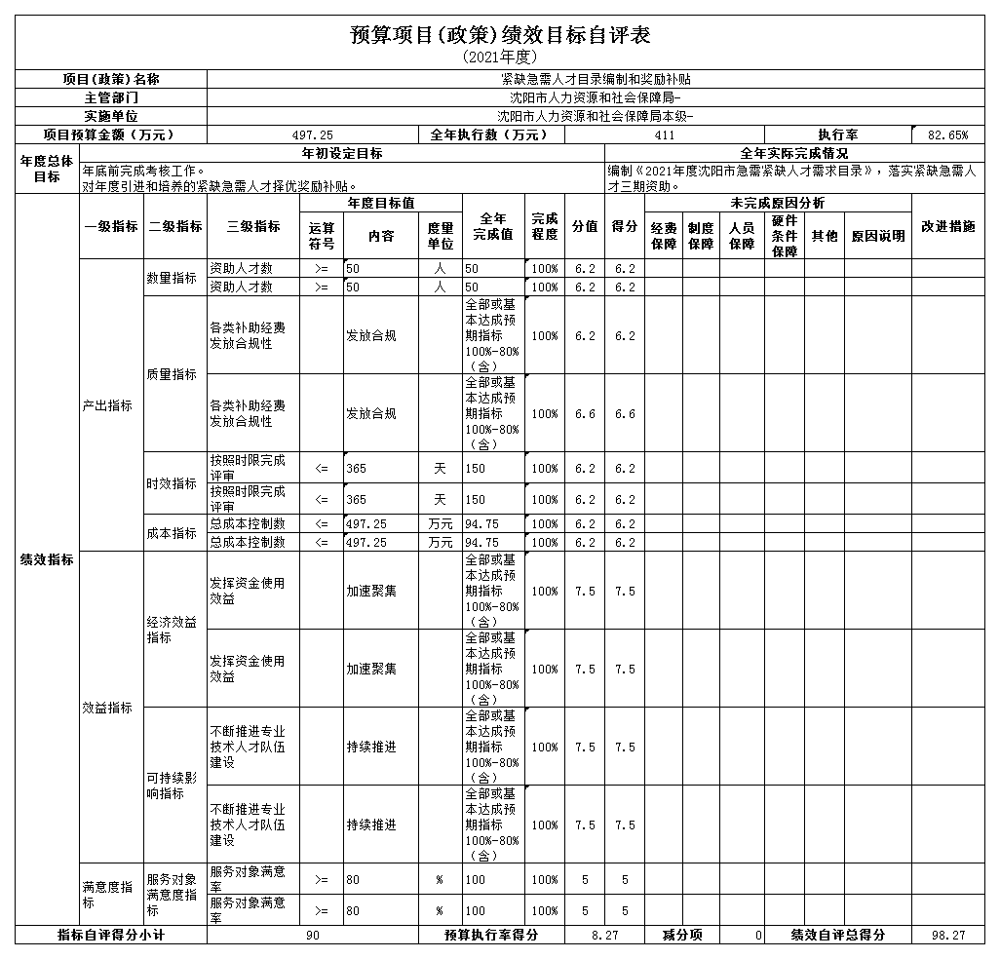 预算项目(政策)绩效目标自评表
(2021年度)
项目(政策)名称 紧缺急需人才目录编制和奖励补贴
主管部门 沈阳市人力资源和社会保障局-
实施单位 沈阳市人力资源和社会保障局本级-
项目预算金额（万元） 497.25 全年执行数（万元） 411 执行率 82.65%
年度总体
目标
年初设定目标 全年实际完成情况
年底前完成考核工作。
对年度引进和培养的紧缺急需人才择优奖励补贴。
编制《2021年度沈阳市急需紧缺人才需求目录》，落实紧缺急需人
才三期资助。
绩效指标
一级指标 二级指标 三级指标
年度目标值
运算
符号
内容
度量
单位
全年
完成值
完成
程度
分值 得分
未完成原因分析
经费
保障
制度
保障
人员
保障
硬件
条件
保障
其他 原因说明
改进措施
产出指标
数量指标
资助人才数 >= 50 人 50 100% 6.2 6.2
资助人才数 >= 50 人 50 100% 6.2 6.2
质量指标
各类补助经费
发放合规性
发放合规
全部或基
本达成预
期指标
100%-80%
（含）
100% 6.2 6.2
各类补助经费
发放合规性
发放合规
全部或基
本达成预
期指标
100%-80%
（含）
100% 6.6 6.6
时效指标
按照时限完成
评审
<= 365 天 150 100% 6.2 6.2
按照时限完成
评审
<= 365 天 150 100% 6.2 6.2
成本指标
总成本控制数 <= 497.25 万元 94.75 100% 6.2 6.2
总成本控制数 <= 497.25 万元 94.75 100% 6.2 6.2
效益指标
经济效益
指标
发挥资金使用
效益
加速聚集
全部或基
本达成预
期指标
100%-80%
（含）
100% 7.5 7.5
发挥资金使用
效益
加速聚集
全部或基
本达成预
期指标
100%-80%
（含）
100% 7.5 7.5
可持续影
响指标
不断推进专业
技术人才队伍
建设
持续推进
全部或基
本达成预
期指标
100%-80%
（含）
100% 7.5 7.5
不断推进专业
技术人才队伍
建设
持续推进
全部或基
本达成预
期指标
100%-80%
（含）
100% 7.5 7.5
满意度指
标
服务对象
满意度指
标
服务对象满意
率
>= 80 % 100 100% 5 5
服务对象满意
率
>= 80 % 100 100% 5 5
指标自评得分小计 90 预算执行率得分 8.27 减分项 0 绩效自评总得分 98.27